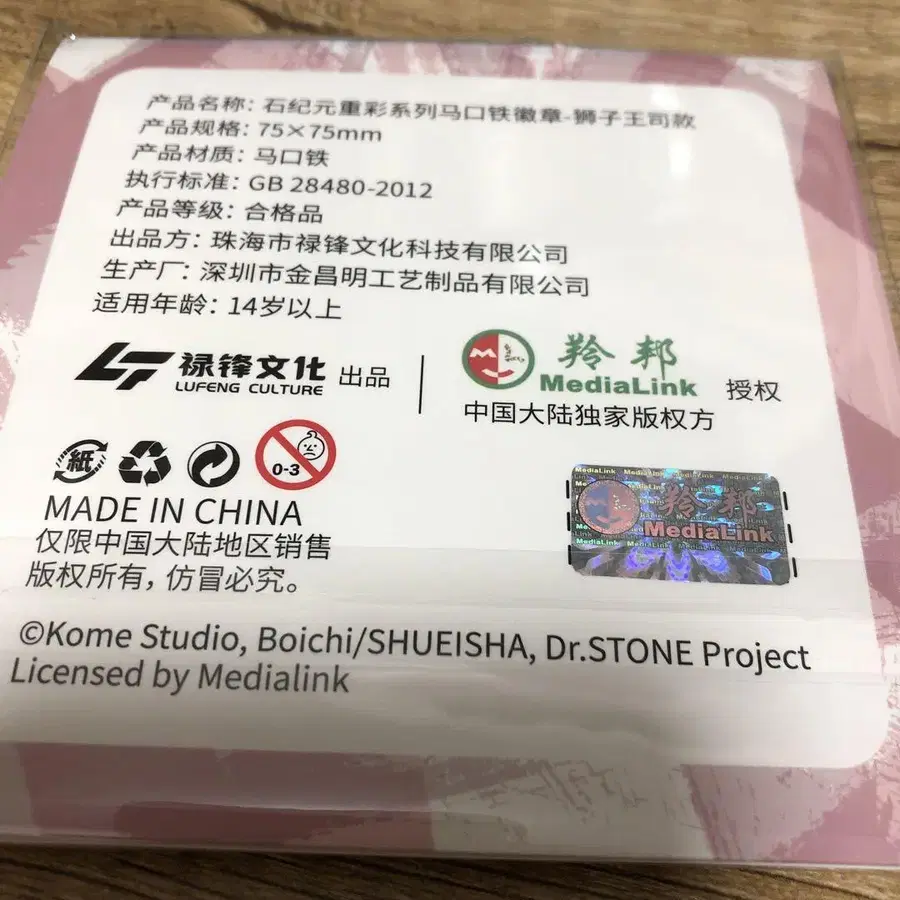 产品名称：石纪元重彩系列马口铁徽章-狮子王司款
产品规格：75×75mm
产品材质：马口铁
执行标准：GB 28480-2012
产品等级：合格品
出品方：珠海市禄锋文化科技有限公司
生产厂：深圳市金昌明工艺制品有限公司
适用年龄：14岁以上
LF 禄锋文化 出品
LUFENG CULTURE
羚邦
MediaLink 授权
中国大陆独家版权方
紙
0-3
MADE IN CHINA
仅限中国大陆地区销售
版权所有，仿冒必究。
MediaLink MediaLink MediaLink
羚邦
MediaLink
©Kome Studio, Boichi/SHUEISHA, Dr.STONE Project
Licensed by Medialink